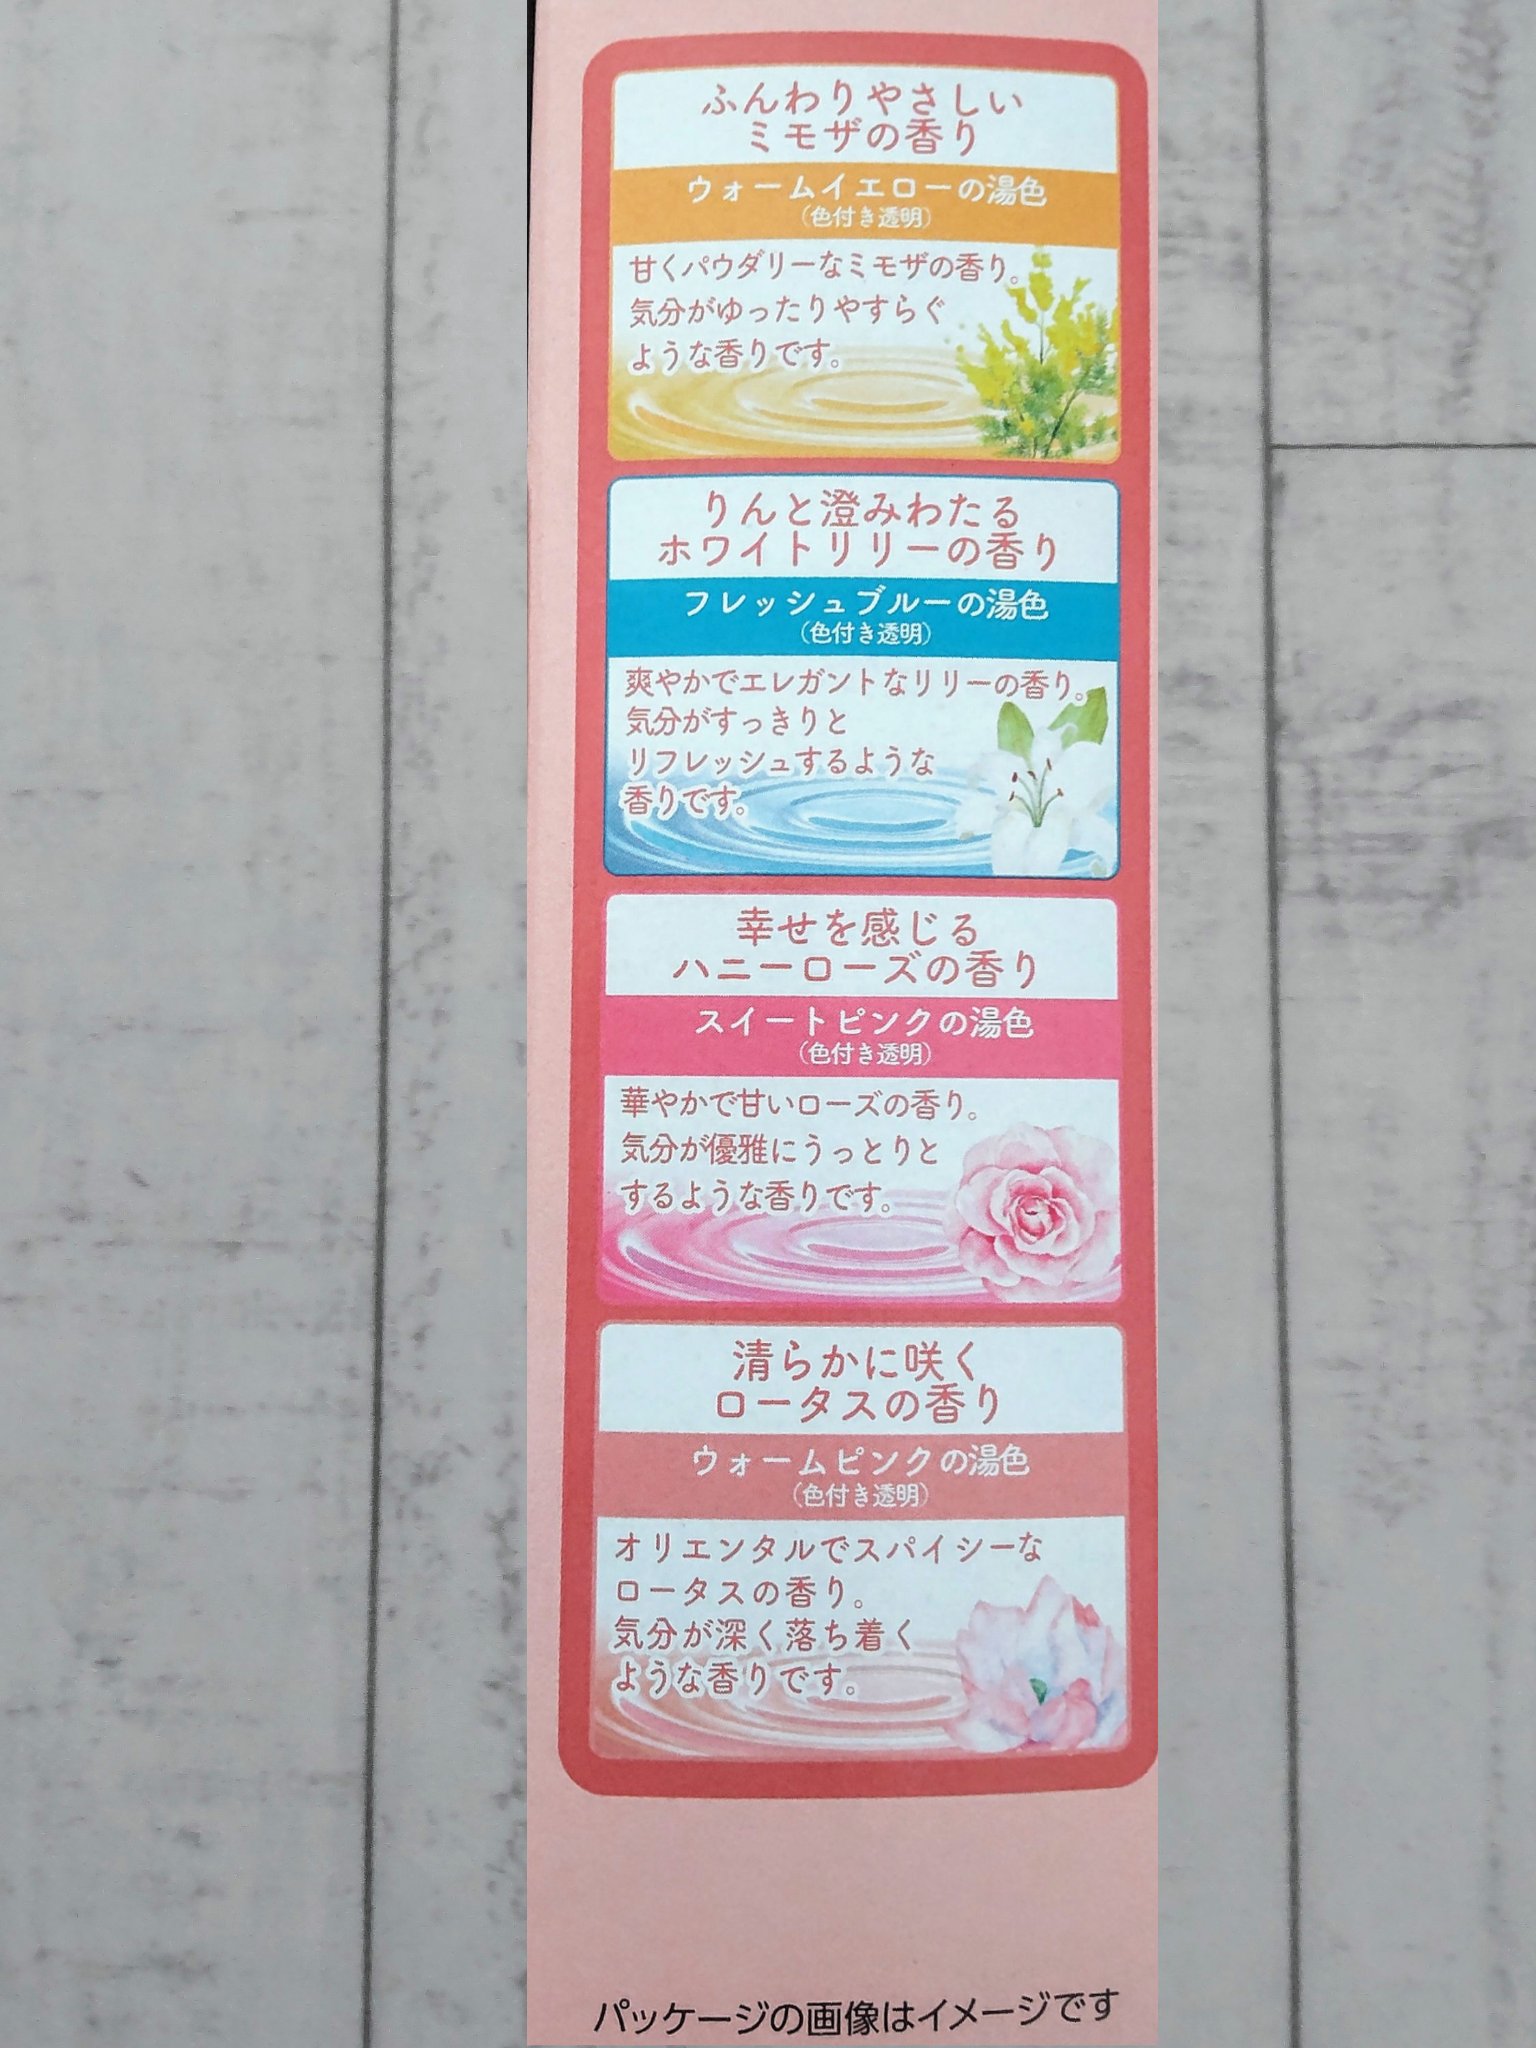 ふんわりやさしい
ミモザの香り
ウォームイエローの湯色
(色付き透明)
甘くパウダリーなミモザの香り。
気分がゆったりやすらぐ
ような香りです。
りんと澄みわたる
ホワイトリリーの香り
フレッシュブルーの湯色
(色付き透明)
爽やかでエレガントなリリーの香り。
気分がすっきりと
リフレッシュするような
香りです。
幸せを感じる
ハニーローズの香り
スイートピンクの湯色
(色付き透明)
華やかで甘いローズの香り。
気分が優雅にうっとりと
するような香りです。
清らかに咲く
ロータスの香り
ウォームピンクの湯色
(色付き透明)
オリエンタルでスパイシーな
ロータスの香り。
気分が深く落ち着く
ような香りです。
パッケージの画像はイメージです